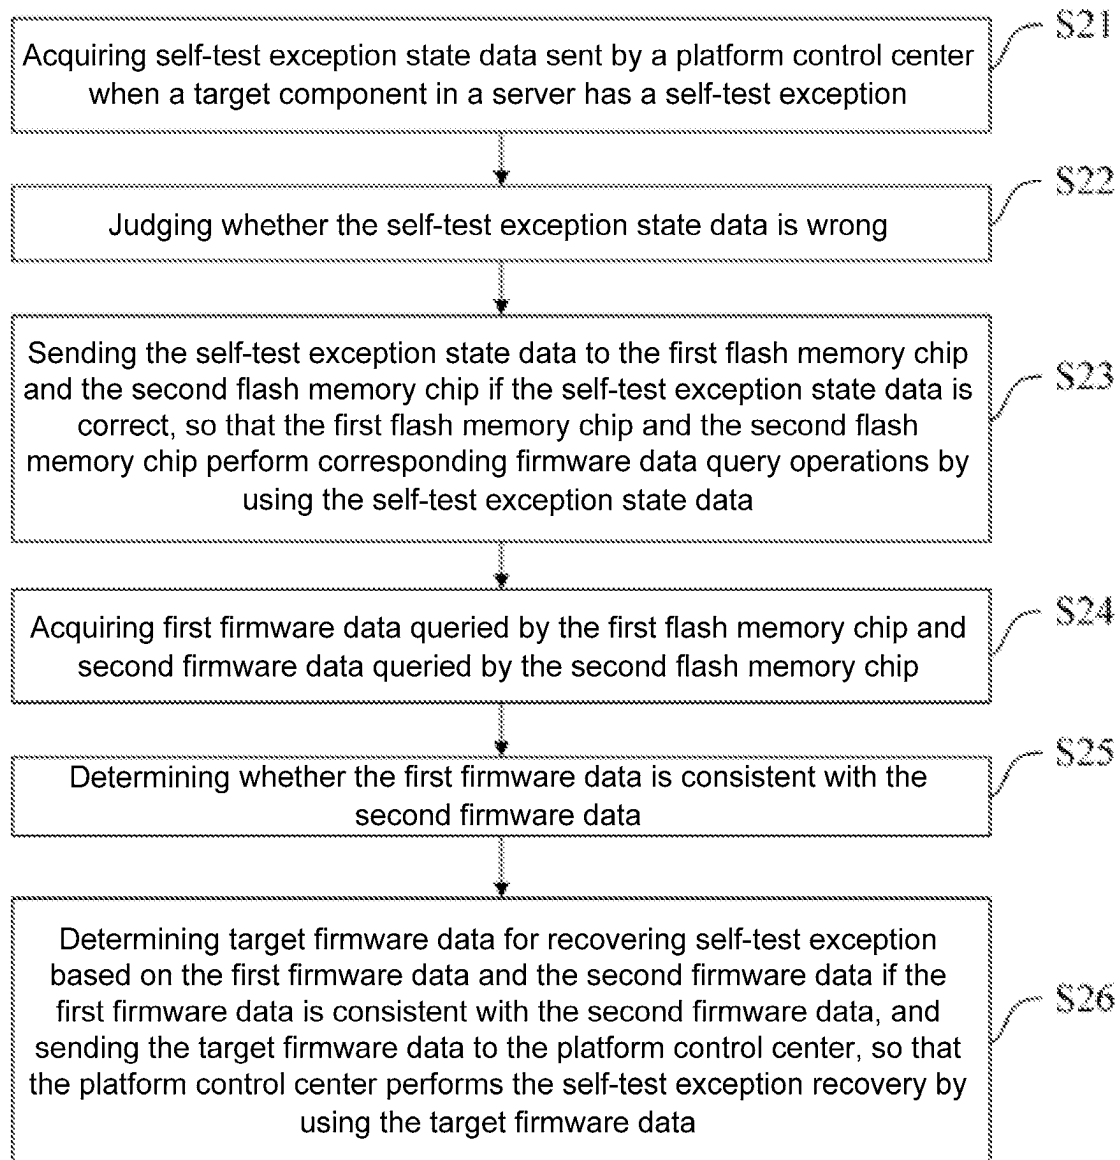 S21
Acquiring self-test exception state data sent by a platform control center
when a target component in a server has a self-test exception
S22
Judging whether the self-test exception state data is wrong
Sending the self-test exception state data to the first flash memory chip
and the second flash memory chip if the self-test exception state data is
S23
correct, so that the first flash memory chip and the second flash
memory chip perform corresponding firmware data query operations by
using the self-test exception state data
S24
Acquiring first firmware data queried by the first flash memory chip and
second firmware data queried by the second flash memory chip
S25
Determining whether the first firmware data is consistent with the
second firmware data
Determining target firmware data for recovering self-test exception
based on the first firmware data and the second firmware data if the
S26
first firmware data is consistent with the second firmware data, and
sending the target firmware data to the platform control center, so that
the platform control center performs the self-test exception recovery by
using the target firmware data